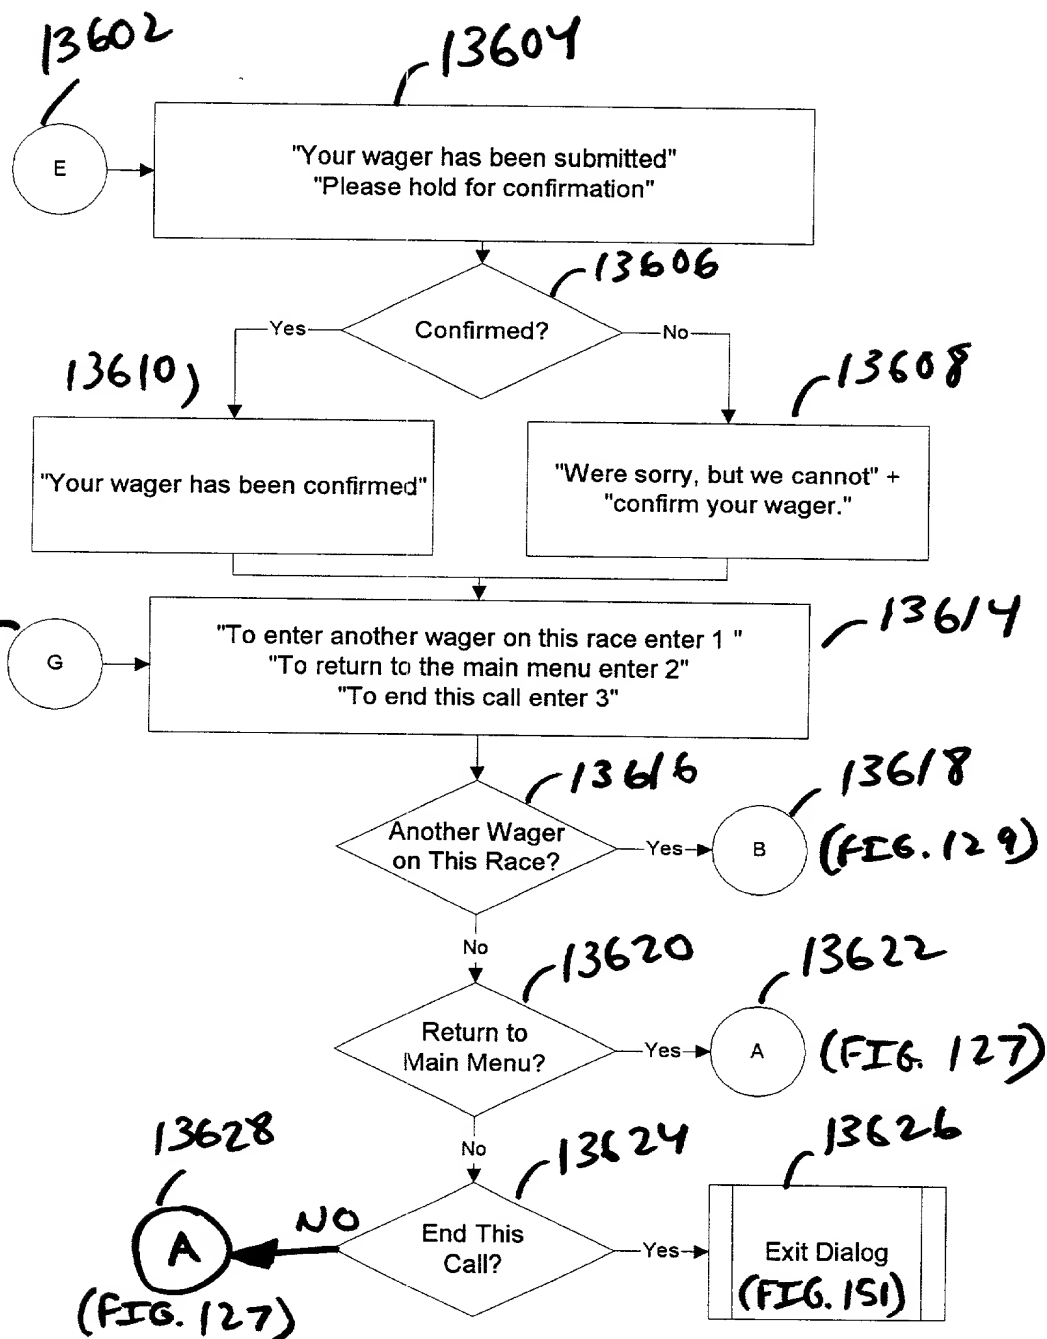 13602
13604
E
"Your wager has been submitted"
"Please hold for confirmation"
13606
Confirmed?
Yes
No
13610
13608
"Your wager has been confirmed"
"Were sorry, but we cannot" +
"confirm your wager."
G
13614
"To enter another wager on this race enter 1 "
"To return to the main menu enter 2"
"To end this call enter 3"
13616
13618
Another Wager
on This Race?
Yes
B
(FIG. 129)
No
13620
13622
Return to
Main Menu?
Yes
A
(FIG. 127)
No
13628
13624
13626
A
NO
End This
Call?
Yes
Exit Dialog
(FIG. 151)
(FIG. 127)